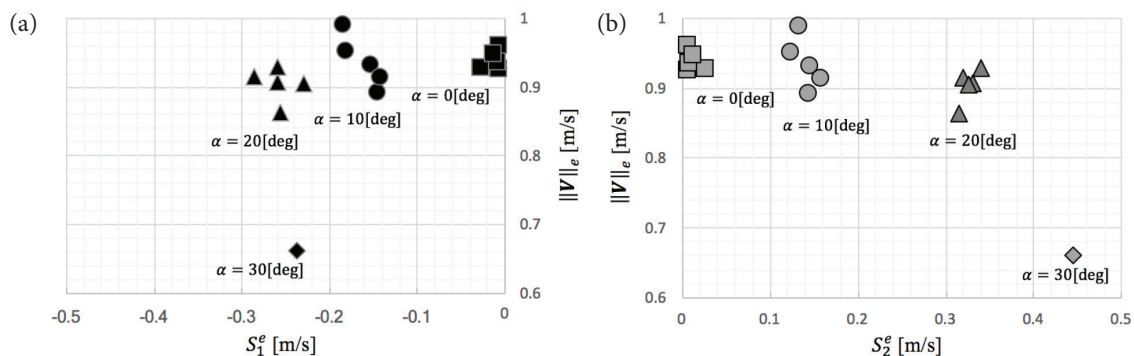 (a)
1
0.9
0.8
0.7
0.6
‖V‖e [m/s]
α = 0[deg]
α = 10[deg]
α = 20[deg]
α = 30[deg]
-0.5 -0.4 -0.3 -0.2 -0.1 0
S₁ᵉ [m/s]
(b)
‖V‖e [m/s]
1
0.9
0.8
0.7
0.6
α = 0[deg]
α = 10[deg]
α = 20[deg]
α = 30[deg]
0 0.1 0.2 0.3 0.4 0.5
S₂ᵉ [m/s]